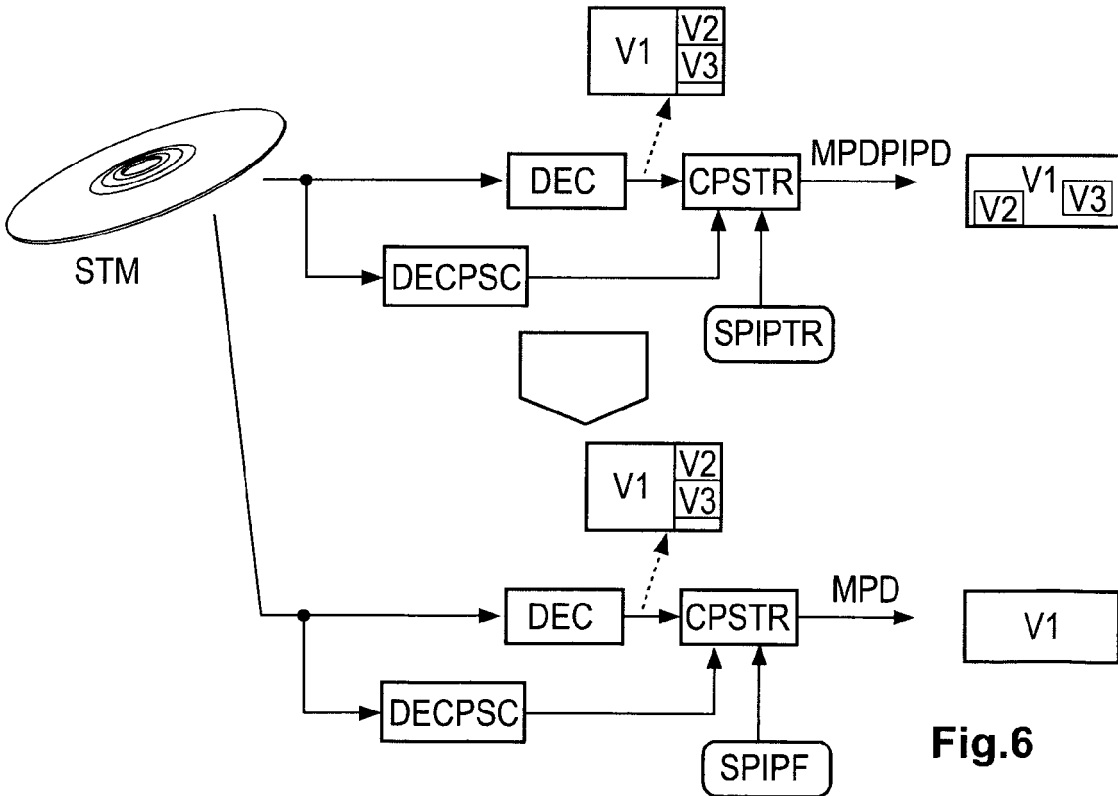 V1
V2
V3
DEC
CPSTR
MPDPIPD
V1
V2
V3
STM
DECPSC
SPIPTR
V1
V2
V3
DEC
CPSTR
MPD
V1
DECPSC
SPIPF
Fig.6